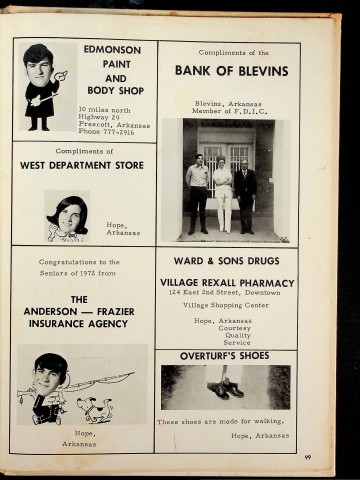 EDMONSON
PAINT
AND
BODY SHOP
10 miles north
Highway 29
Prescott, Arkansas
Phone 777-2916
Compliments of
WEST DEPARTMENT STORE
Hope,
Arkansas
Congratulations to the
Seniors of 1972 from
THE
ANDERSON — FRAZIER
INSURANCE AGENCY
Hope,
Arkansas
Compliments of the
BANK OF BLEVINS
Blevins, Arkansas
Member of F.D.I.C.
WARD & SONS DRUGS
VILLAGE REXALL PHARMACY
124 East 2nd Street, Downtown
Village Shopping Center
Hope, Arkansas
Courtesy
Quality
Service
OVERTURF'S SHOES
These shoes are made for walking.
Hope, Arkansas
99